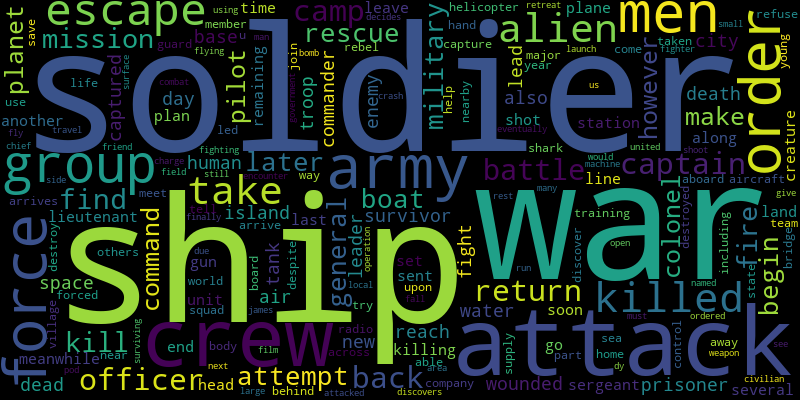 escape
mission
planet
camp
leave
rescue
alien
men
order
soldier
ship
war
group
army
attack
crew
force
take
find
killed
return
officer
attempt
back
kill
boat
battle
captain
military
however
make
death
city
base
time
member
using
guard
rebel
helicopter
plane
refuse
decides
small
retreat
hand
capture
major
year
launch
fighter
come
taken
young
creature
captured
surface
flying
man
combat
life
use
another
day
plan
pilot
remaining
join
bomb
troop
commander
enemy
crash
help
nearby
lead
also
shot
station
us
shark
united
shoot
along
fly
travel
led
government
fighting
eventually
would
machine
chief
friend
charge
field
still
encounter
human
later
way
line
aboard
aircraft
side
meet
rest
many
give
arrives
lieutenant
island
arrive
last
general
leader
operation
survivor
training
land
team
colonel
destroyed
including
fire
state
bridge
begin
destroy
others
command
finally
due
gun
world
board
tank
despite
set
sent
upon
fight
discover
open
run
named
space
forced
unit
squad
air
local
try
fall
water
soon
ordered
village
james
radio
new
reach
killing
supply
go
sea
home
part
control
must
away
weapon
see
meanwhile
near
surviving
end
body
film
across
able
area
dead
pod
head
next
large
behind
attacked
company
discovers
wounded
dy
sergeant
prisoner
civilian
several
save
u